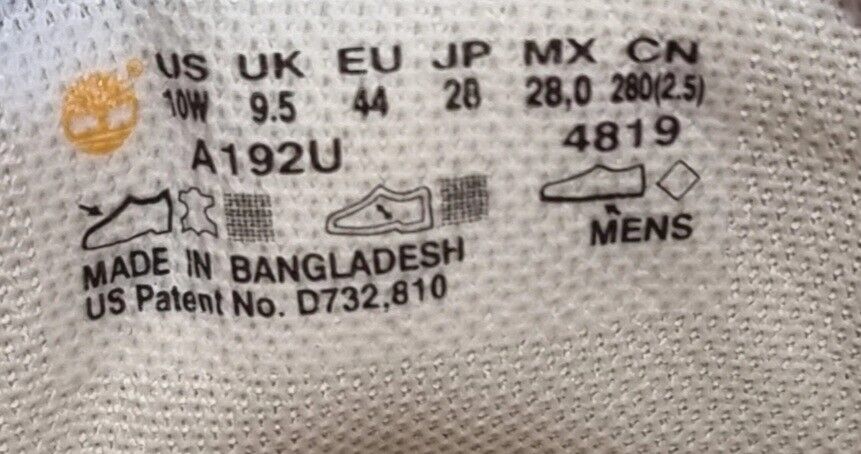 US UK EU JP MX CN
10W 9.5 44 28 28,0 280(2.5)
A192U 4819
MENS
MADE IN BANGLADESH
US Patent No. D732,810